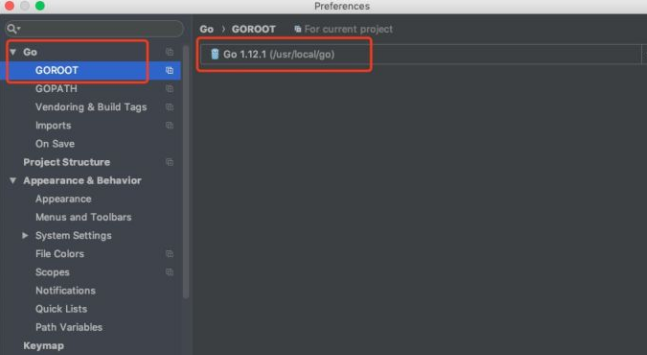 Preferences
Go › GOROOT For current project
Go
GOROOT
Go 1.12.1 (/usr/local/go)
GOPATH
Vendoring & Build Tags
Imports
On Save
Project Structure
Appearance & Behavior
Appearance
Menus and Toolbars
System Settings
File Colors
Scopes
Notifications
Quick Lists
Path Variables
Keymap